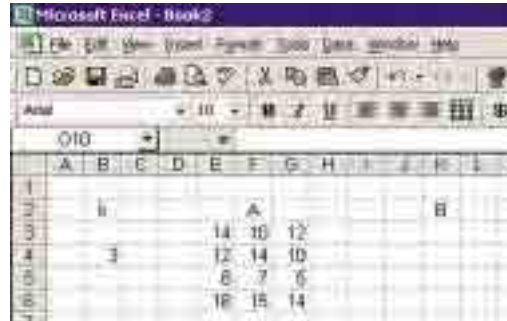 Microsoft Excel - Book2
File Edit View Insert Format Tools Data Window Help
Arial 10
O10 =
A B C D E F G H I J K L
1
2 k A B
3 14 10 12
4 3 12 14 10
5 8 7 6
6 18 15 14
7